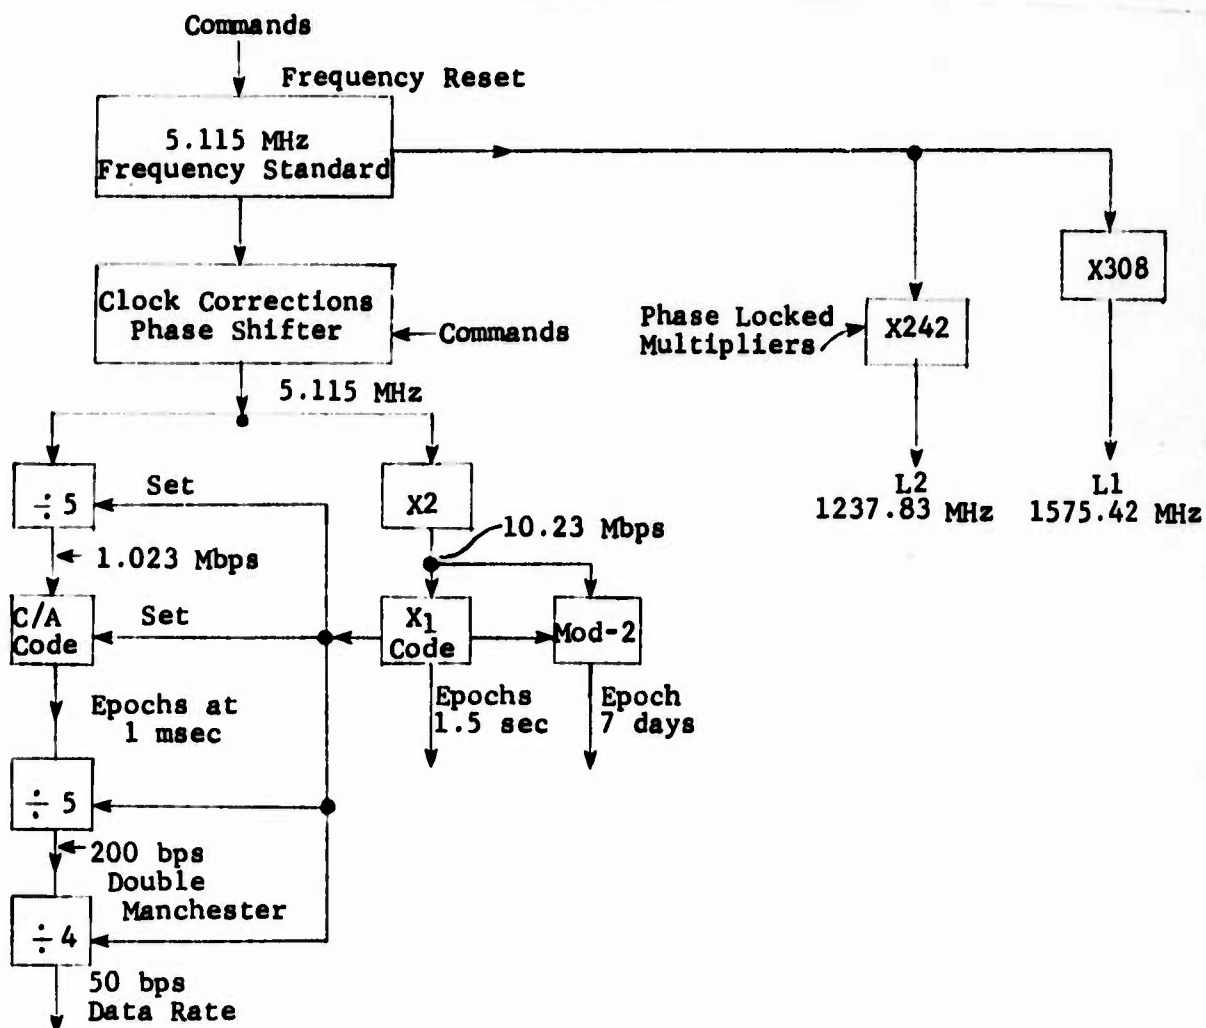 Commands
Frequency Reset
5.115 MHz
Frequency Standard
X308
Clock Corrections
Phase Shifter
Commands
Phase Locked
Multipliers
X242
5.115 MHz
÷ 5
Set
X2
L2
1237.83 MHz
L1
1575.42 MHz
10.23 Mbps
1.023 Mbps
C/A
Code
Set
X1
Code
Mod-2
Epochs
1.5 sec
Epoch
7 days
Epochs at
1 msec
÷ 5
200 bps
Double
Manchester
÷ 4
50 bps
Data Rate